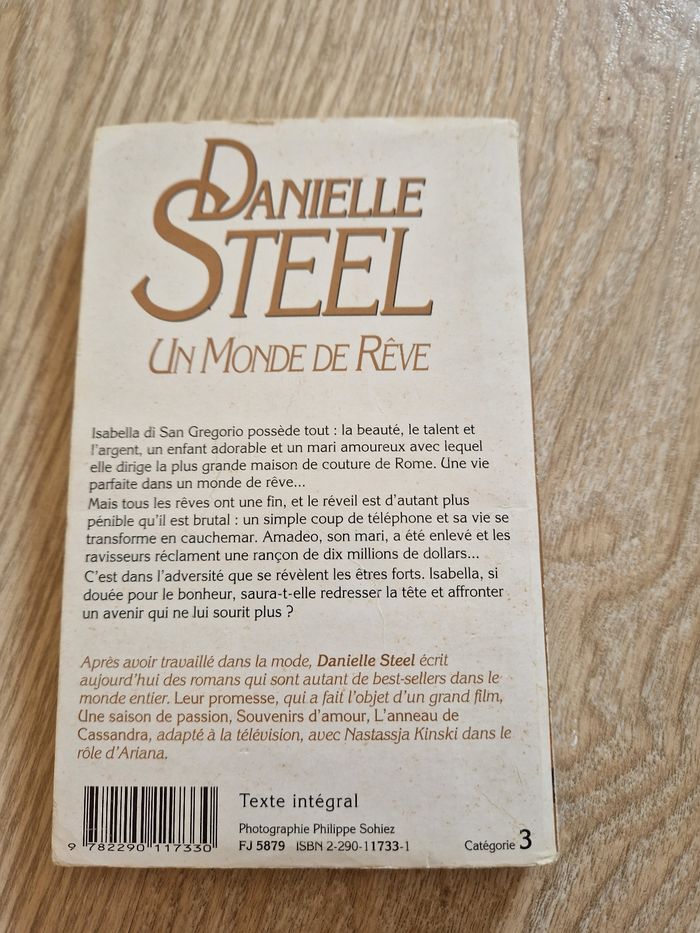 DANIELLE
STEEL
UN MONDE DE RÊVE
Isabella di San Gregorio possède tout : la beauté, le talent et
l'argent, un enfant adorable et un mari amoureux avec lequel
elle dirige la plus grande maison de couture de Rome. Une vie
parfaite dans un monde de rêve...
Mais tous les rêves ont une fin, et le réveil est d'autant plus
pénible qu'il est brutal : un simple coup de téléphone et sa vie se
transforme en cauchemar. Amadeo, son mari, a été enlevé et les
ravisseurs réclament une rançon de dix millions de dollars...
C'est dans l'adversité que se révèlent les êtres forts. Isabella, si
douée pour le bonheur, saura-t-elle redresser la tête et affronter
un avenir qui ne lui sourit plus ?
Après avoir travaillé dans la mode, Danielle Steel écrit
aujourd'hui des romans qui sont autant de best-sellers dans le
monde entier. Leur promesse, qui a fait l'objet d'un grand film,
Une saison de passion, Souvenirs d'amour, L'anneau de
Cassandra, adapté à la télévision, avec Nastassja Kinski dans le
rôle d'Ariana.
Texte intégral
Photographie Philippe Sohiez
FJ 5879 ISBN 2-290-11733-1
Catégorie 3
9 782290 117330